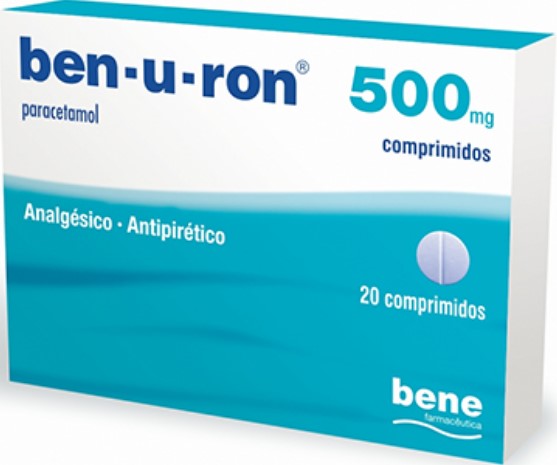 ben-u-ron®
500mg
paracetamol
comprimidos
Analgésico · Antipirético
20 comprimidos
bene
farmacêutica